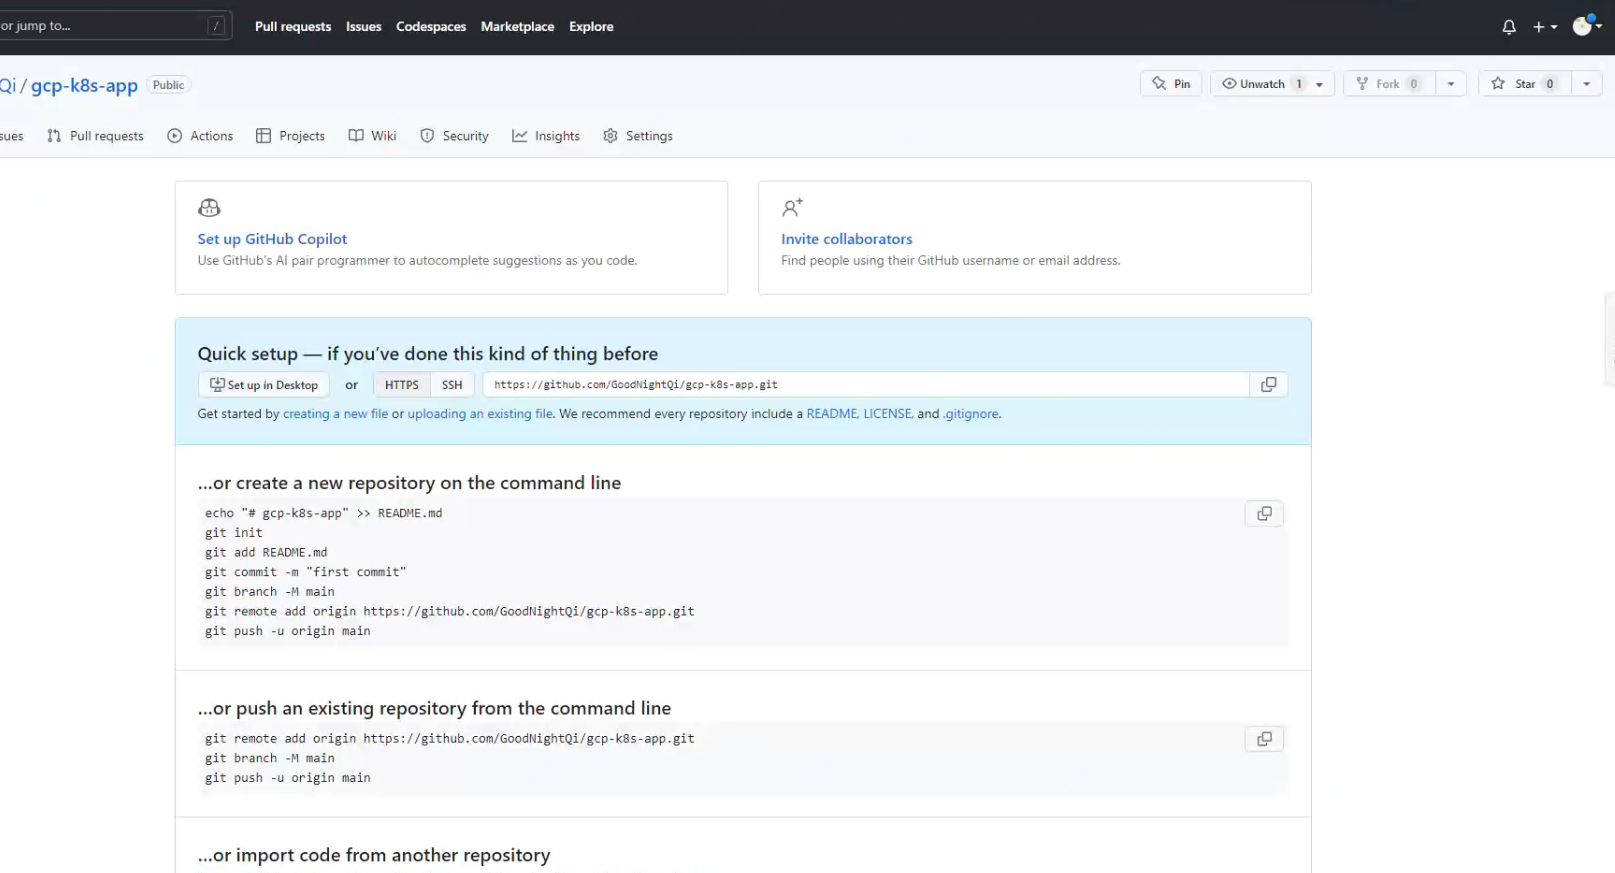 or jump to... /
Pull requests Issues Codespaces Marketplace Explore
Qi / gcp-k8s-app Public
Pin Unwatch 1 Fork 0 Star 0
sues Pull requests Actions Projects Wiki Security Insights Settings
Set up GitHub Copilot
Use GitHub's AI pair programmer to autocomplete suggestions as you code.
Invite collaborators
Find people using their GitHub username or email address.
Quick setup — if you've done this kind of thing before
Set up in Desktop or HTTPS SSH https://github.com/GoodNightQi/gcp-k8s-app.git
Get started by creating a new file or uploading an existing file. We recommend every repository include a README, LICENSE, and .gitignore.
...or create a new repository on the command line
echo "# gcp-k8s-app" >> README.md
git init
git add README.md
git commit -m "first commit"
git branch -M main
git remote add origin https://github.com/GoodNightQi/gcp-k8s-app.git
git push -u origin main
...or push an existing repository from the command line
git remote add origin https://github.com/GoodNightQi/gcp-k8s-app.git
git branch -M main
git push -u origin main
...or import code from another repository